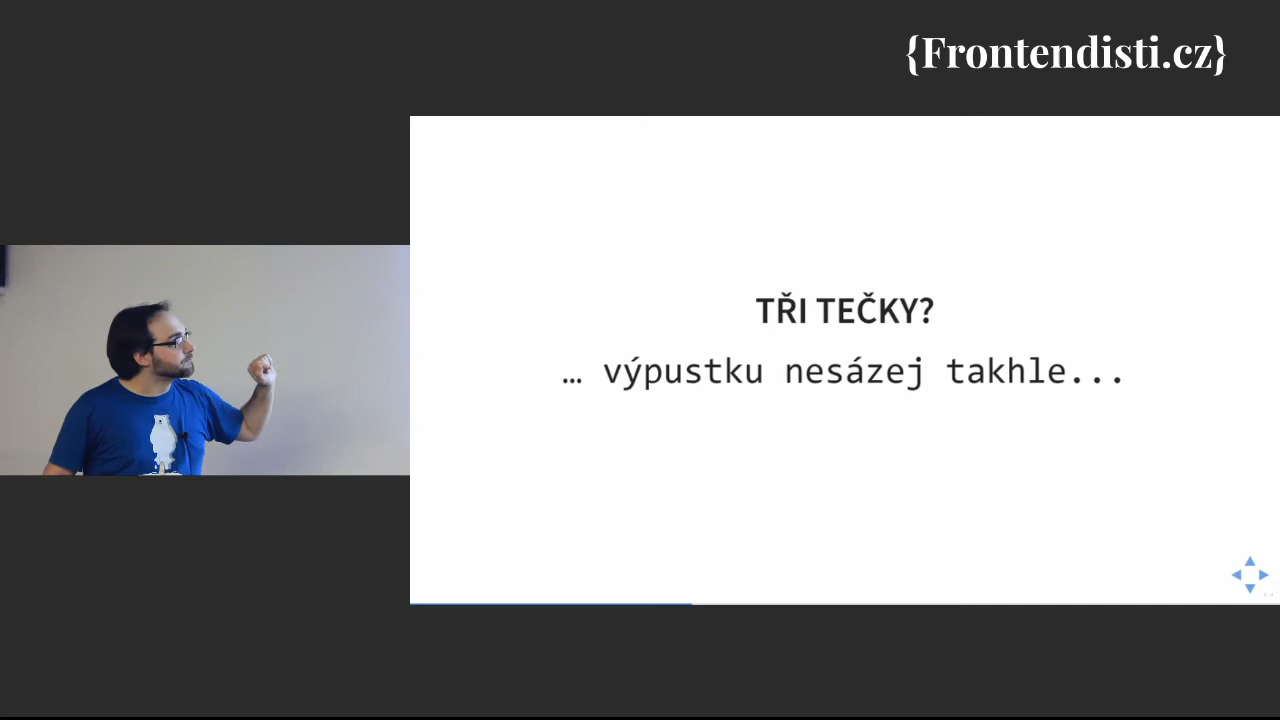 {Frontendisti.cz}
TŘI TEČKY?
… výpustku nesázej takhle...